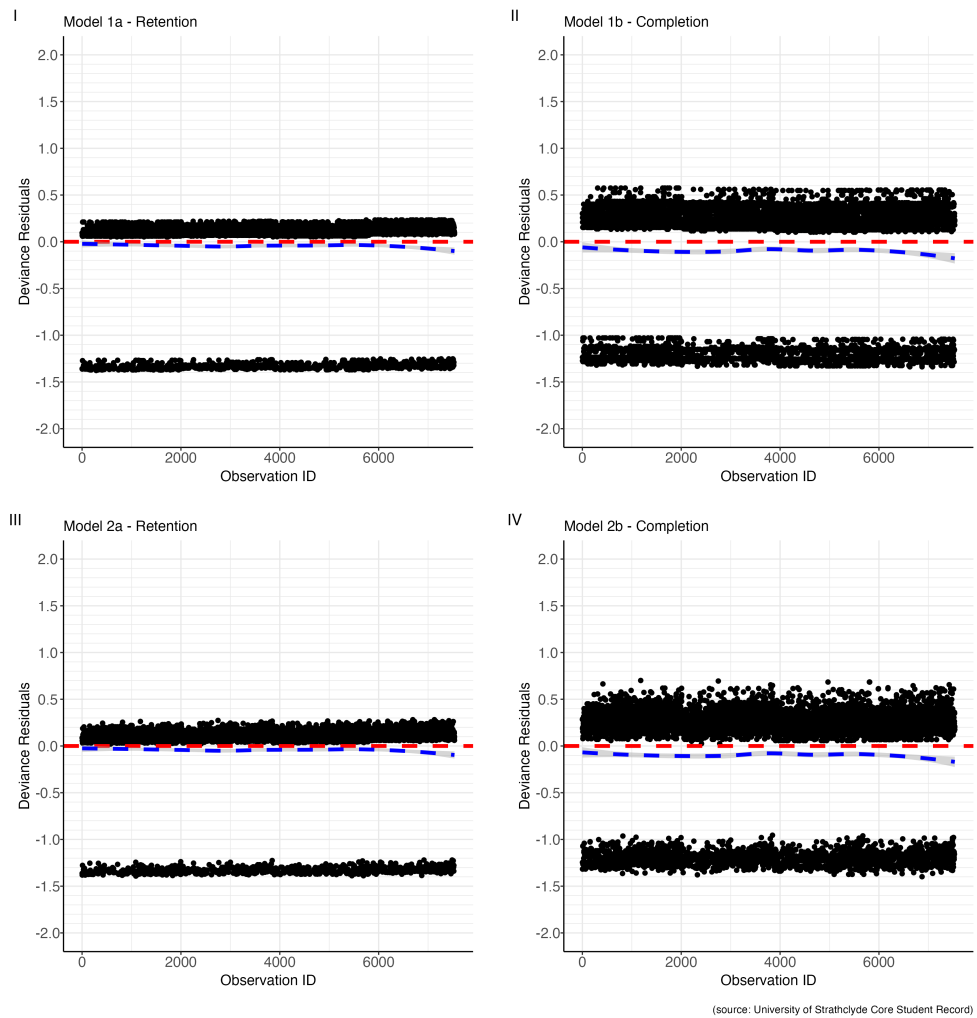 I
Model 1a - Retention
2.0
1.5
1.0
0.5
0.0
-0.5
-1.0
-1.5
-2.0
Deviance Residuals
0 2000 4000 6000
Observation ID
II
Model 1b - Completion
2.0
1.5
1.0
0.5
0.0
-0.5
-1.0
-1.5
-2.0
Deviance Residuals
0 2000 4000 6000
Observation ID
III
Model 2a - Retention
2.0
1.5
1.0
0.5
0.0
-0.5
-1.0
-1.5
-2.0
Deviance Residuals
0 2000 4000 6000
Observation ID
IV
Model 2b - Completion
2.0
1.5
1.0
0.5
0.0
-0.5
-1.0
-1.5
-2.0
Deviance Residuals
0 2000 4000 6000
Observation ID
(source: University of Strathclyde Core Student Record)